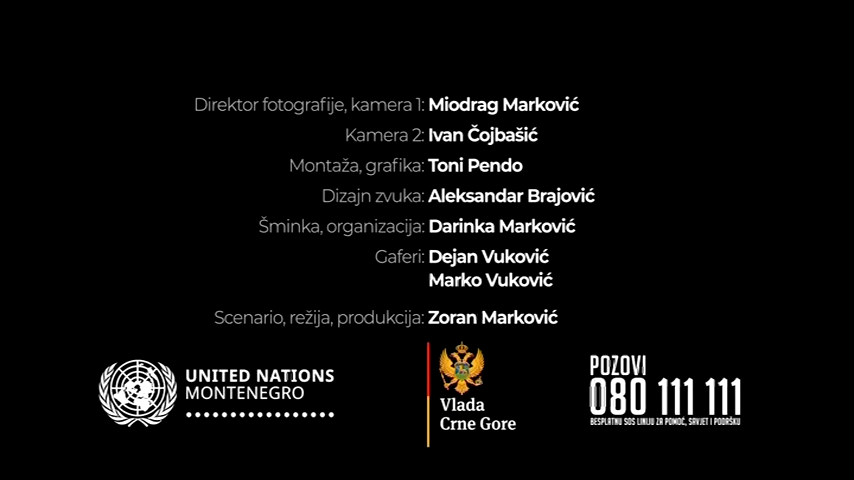 Direktor fotografije, kamera 1: Miodrag Marković
Kamera 2: Ivan Čojbašić
Montaža, grafika: Toni Pendo
Dizajn zvuka: Aleksandar Brajović
Šminka, organizacija: Darinka Marković
Gaferi: Dejan Vuković
Marko Vuković
Scenario, režija, produkcija: Zoran Marković
UNITED NATIONS
MONTENEGRO
Vlada
Crne Gore
POZOVI
080 111 111
BESPLATNU SOS LINIJU ZA POMOĆ, SAVJET I PODRŠKU